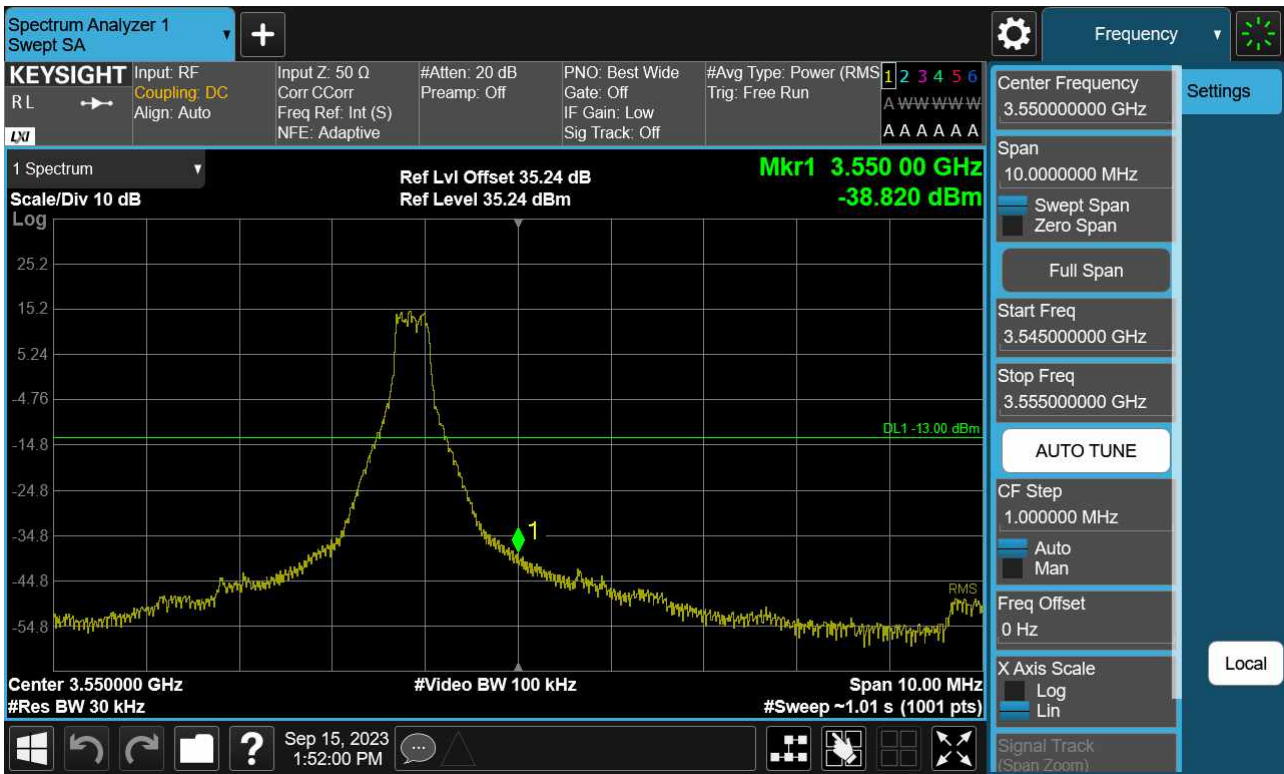 Spectrum Analyzer 1
Swept SA
Frequency
KEYSIGHT
R L
LXI
Input: RF
Coupling: DC
Align: Auto
Input Z: 50 Ω
Corr CCorr
Freq Ref: Int (S)
NFE: Adaptive
#Atten: 20 dB
Preamp: Off
PNO: Best Wide
Gate: Off
IF Gain: Low
Sig Track: Off
#Avg Type: Power (RMS
Trig: Free Run
1 2 3 4 5 6
A W W W W W
A A A A A A
1 Spectrum
Scale/Div 10 dB
Log
Ref Lvl Offset 35.24 dB
Ref Level 35.24 dBm
Mkr1 3.550 00 GHz
-38.820 dBm
25.2
15.2
5.24
-4.76
-14.8
-24.8
-34.8
-44.8
-54.8
DL1 -13.00 dBm
1
RMS
Center 3.550000 GHz
#Res BW 30 kHz
#Video BW 100 kHz
Span 10.00 MHz
#Sweep ~1.01 s (1001 pts)
Center Frequency
3.550000000 GHz
Span
10.0000000 MHz
Swept Span
Zero Span
Full Span
Start Freq
3.545000000 GHz
Stop Freq
3.555000000 GHz
AUTO TUNE
CF Step
1.000000 MHz
Auto
Man
Freq Offset
0 Hz
X Axis Scale
Log
Lin
Signal Track
(Span Zoom)
Settings
Local
?
Sep 15, 2023
1:52:00 PM